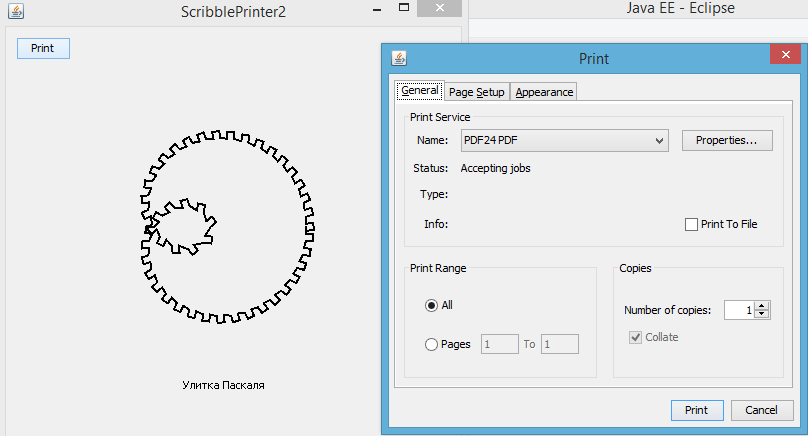 ScribblePrinter2
Java EE - Eclipse
Print
Улитка Паскаля
Print
General
Page Setup
Appearance
Print Service
Name:
PDF24 PDF
Properties...
Status:
Accepting jobs
Type:
Info:
Print To File
Print Range
All
Pages
1
To
1
Copies
Number of copies:
1
Collate
Print
Cancel